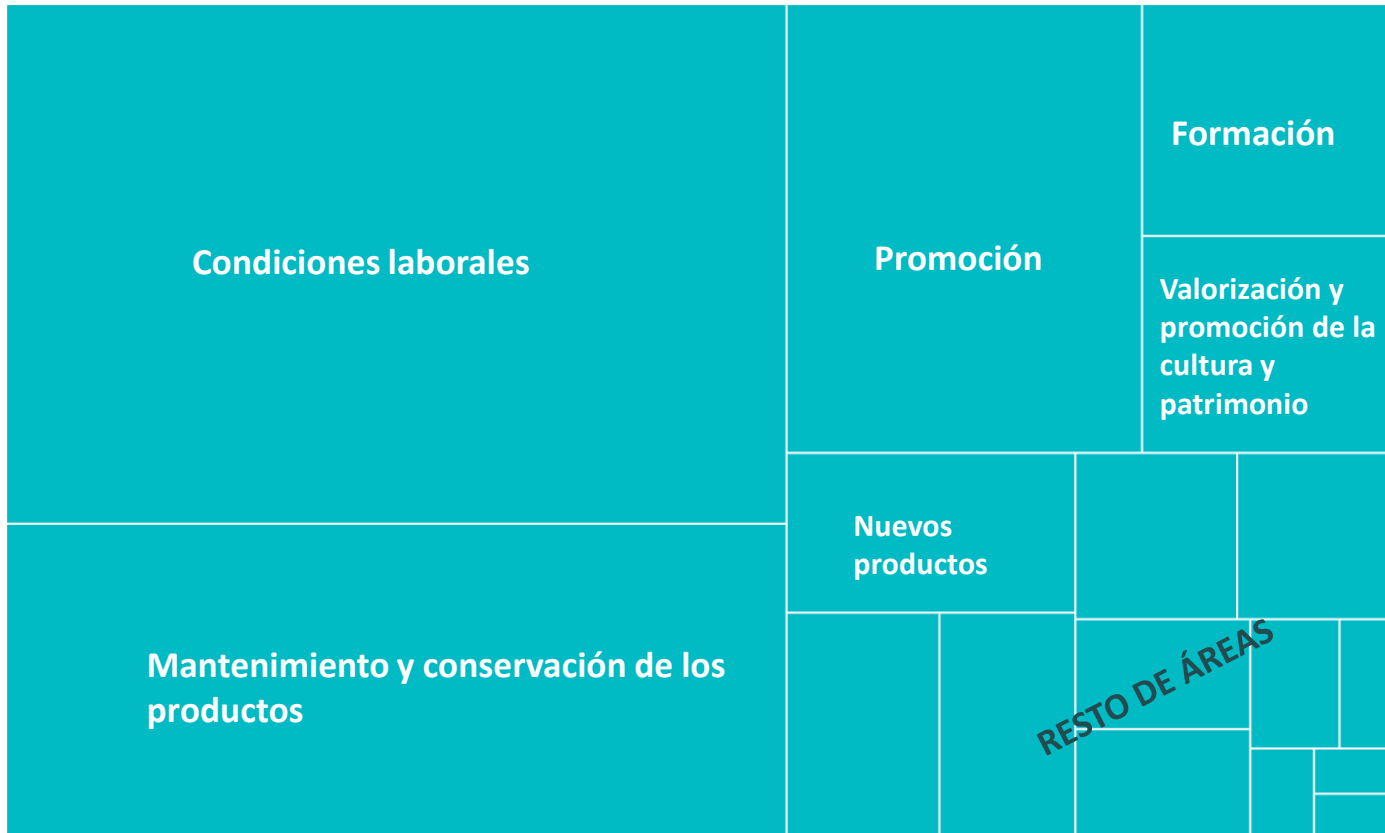 Condiciones laborales
Promoción
Formación
Valorización y
promoción de la
cultura y
patrimonio
Mantenimiento y conservación de los
productos
Nuevos
productos
RESTO DE ÁREAS